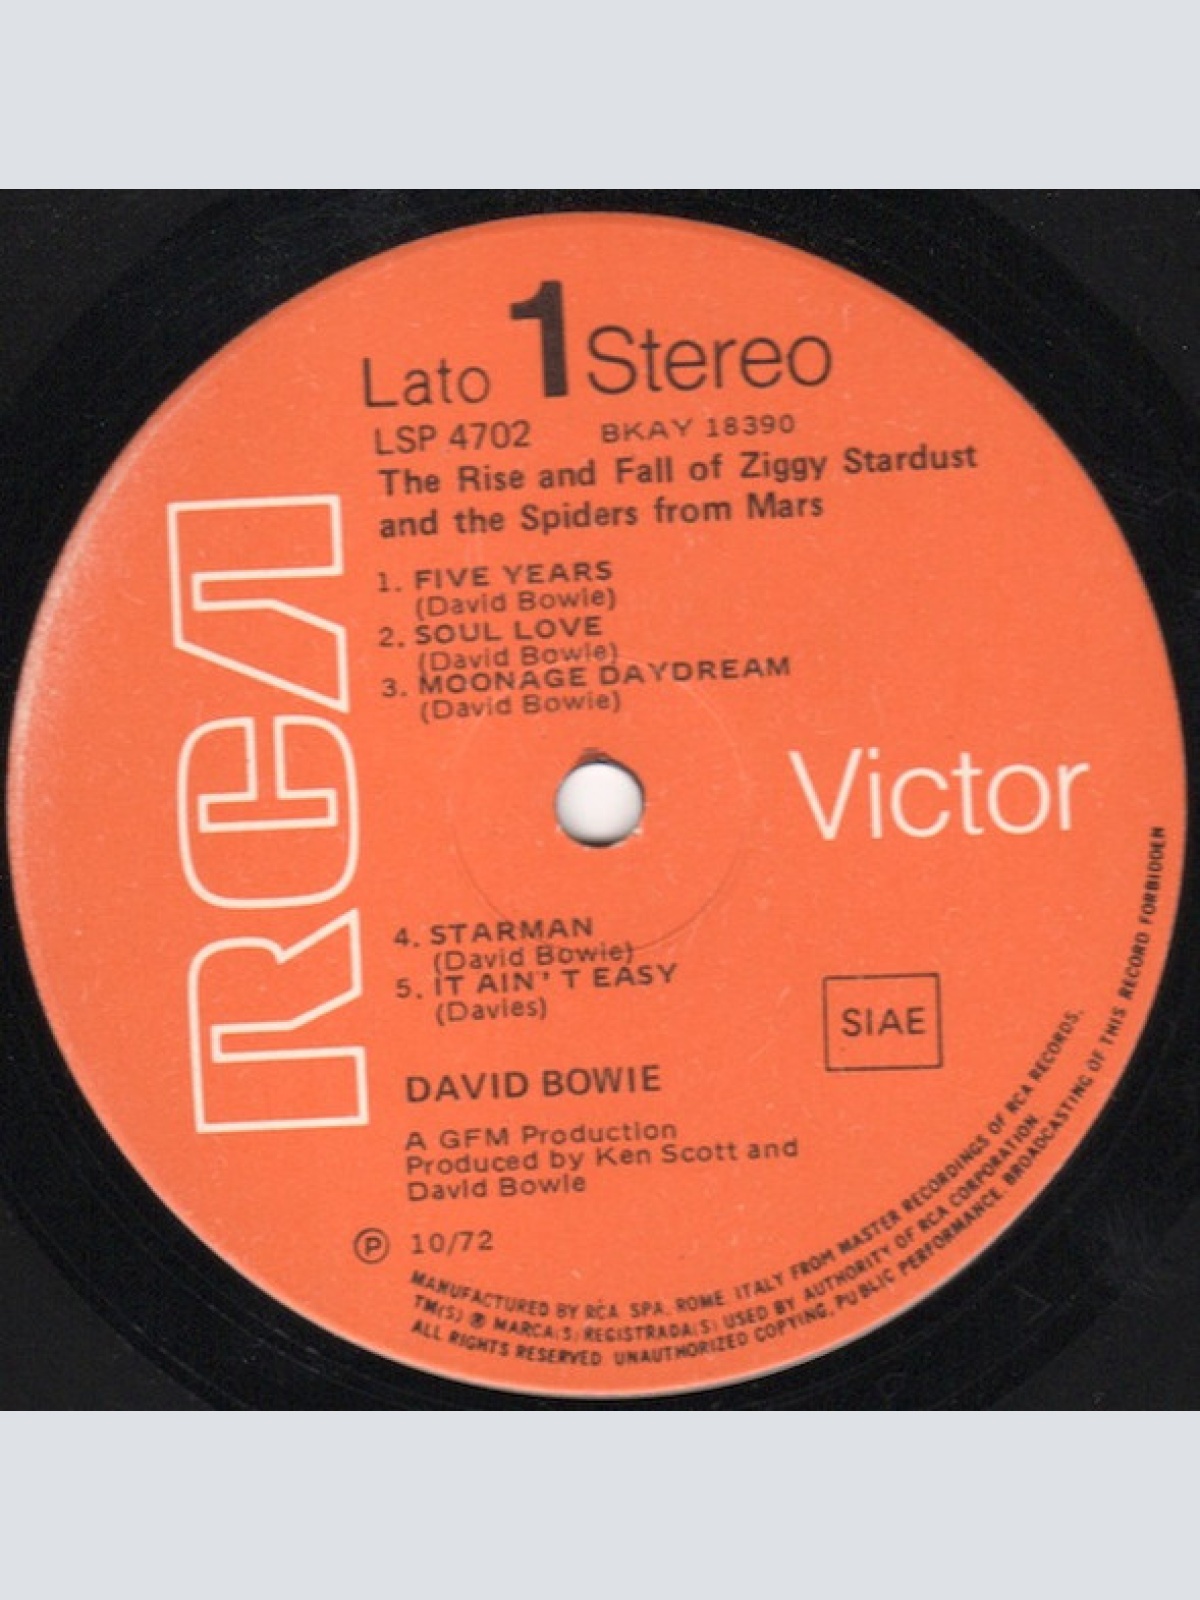 Lato 1 Stereo
LSP 4702 BKAY 18390
The Rise and Fall of Ziggy Stardust
and the Spiders from Mars
1. FIVE YEARS
(David Bowie)
2. SOUL LOVE
(David Bowie)
3. MOONAGE DAYDREAM
(David Bowie)
RCA
Victor
4. STARMAN
(David Bowie)
5. IT AIN'' T EASY
(Davies)
SIAE
DAVID BOWIE
A GFM Production
Produced by Ken Scott and
David Bowie
Ⓟ 10/72
MANUFACTURED BY RCA SPA. ROME ITALY FROM MASTER RECORDINGS OF RCA RECORDS.
TM(S) ® MARCA(S) REGISTRADA(S) USED BY AUTHORITY OF RCA CORPORATION
ALL RIGHTS RESERVED UNAUTHORIZED COPYING, PUBLIC PERFORMANCE, BROADCASTING OF THIS RECORD FORBIDDEN